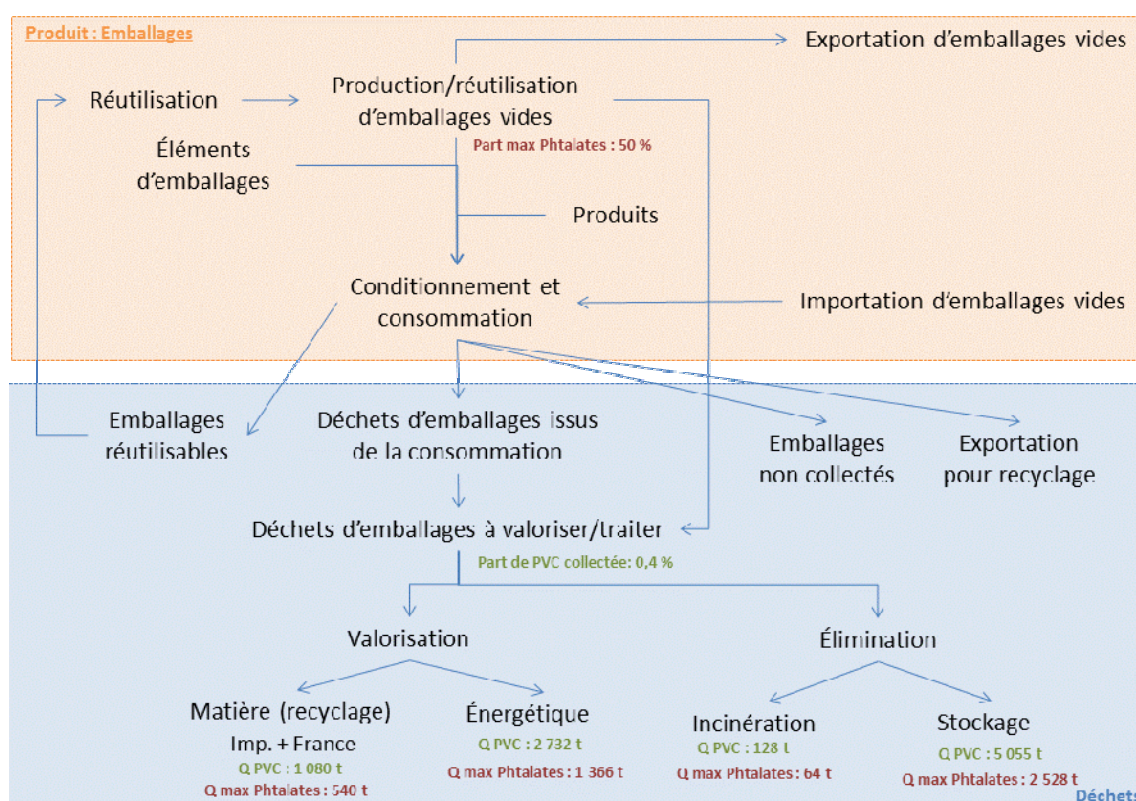 Produit : Emballages
Exportation d'emballages vides
Réutilisation
Production/réutilisation
d'emballages vides
Part max Phtalates : 50 %
Éléments
d'emballages
Produits
Conditionnement et
consommation
Importation d'emballages vides
Emballages
réutilisables
Déchets d'emballages issus
de la consommation
Emballages
non collectés
Exportation
pour recyclage
Déchets d'emballages à valoriser/traiter
Part de PVC collectée: 0,4 %
Valorisation
Élimination
Matière (recyclage)
Imp. + France
Q PVC : 1 080 t
Q max Phtalates : 540 t
Énergétique
Q PVC : 2 732 t
Q max Phtalates : 1 366 t
Incinération
Q PVC : 128 t
Q max Phtalates : 64 t
Stockage
Q PVC : 5 055 t
Q max Phtalates : 2 528 t
Déchets